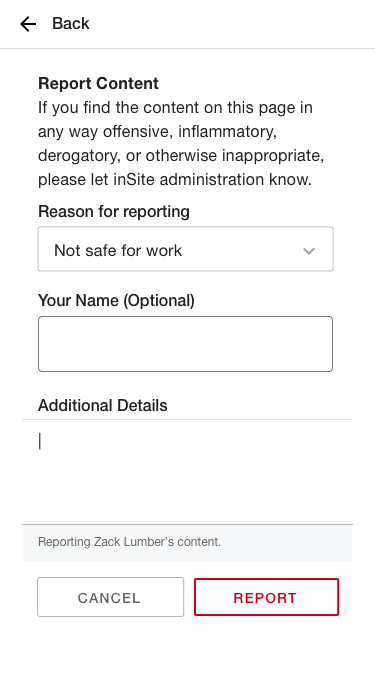 Back
Report Content
If you find the content on this page in
any way offensive, inflammatory,
derogatory, or otherwise inappropriate,
please let inSite administration know.
Reason for reporting
Not safe for work
Your Name (Optional)
Additional Details
Reporting Zack Lumber's content.
CANCEL REPORT